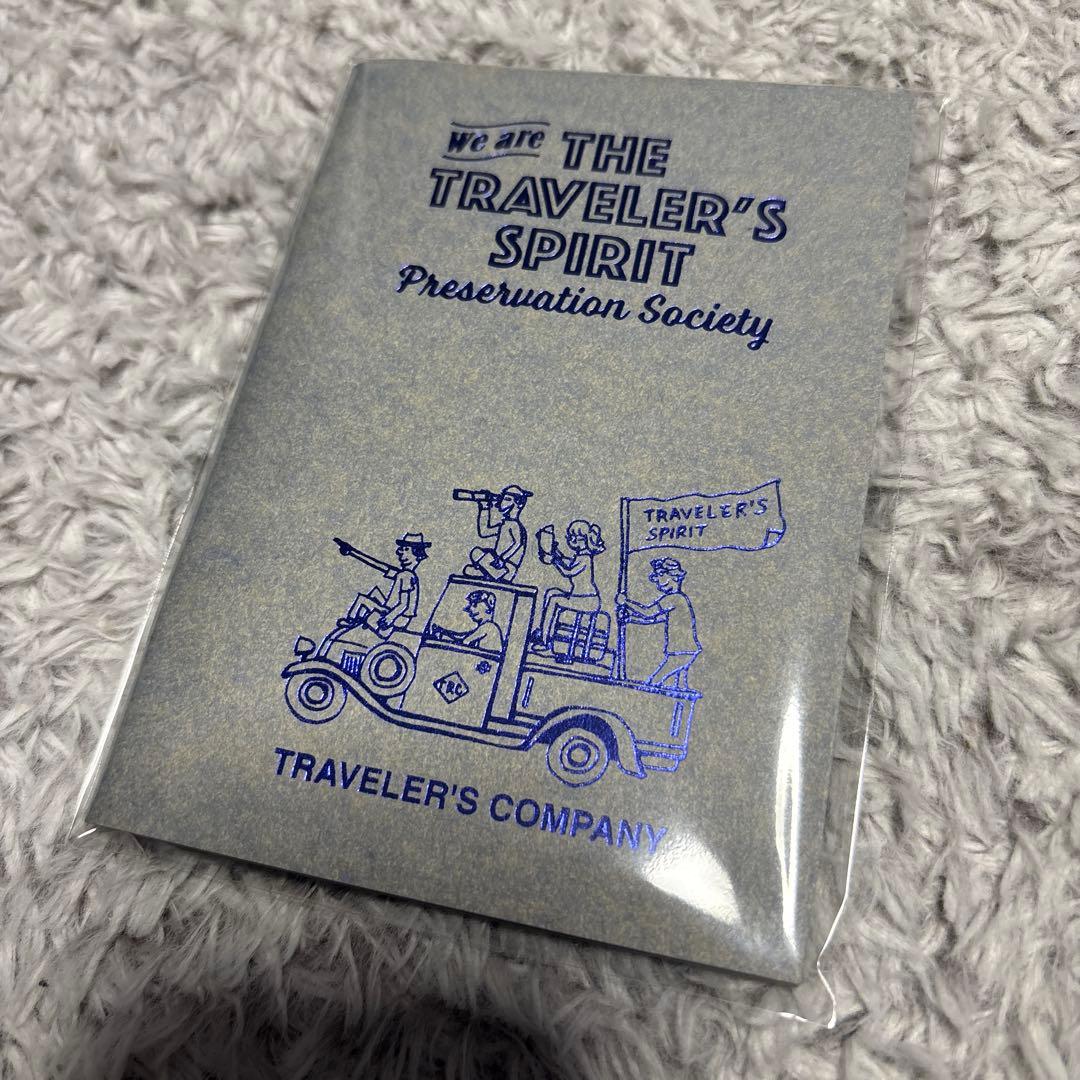 We are THE
TRAVELER'S
SPIRIT
Preservation Society
TRAVELER'S
SPIRIT
TRC
TRAVELER'S COMPANY